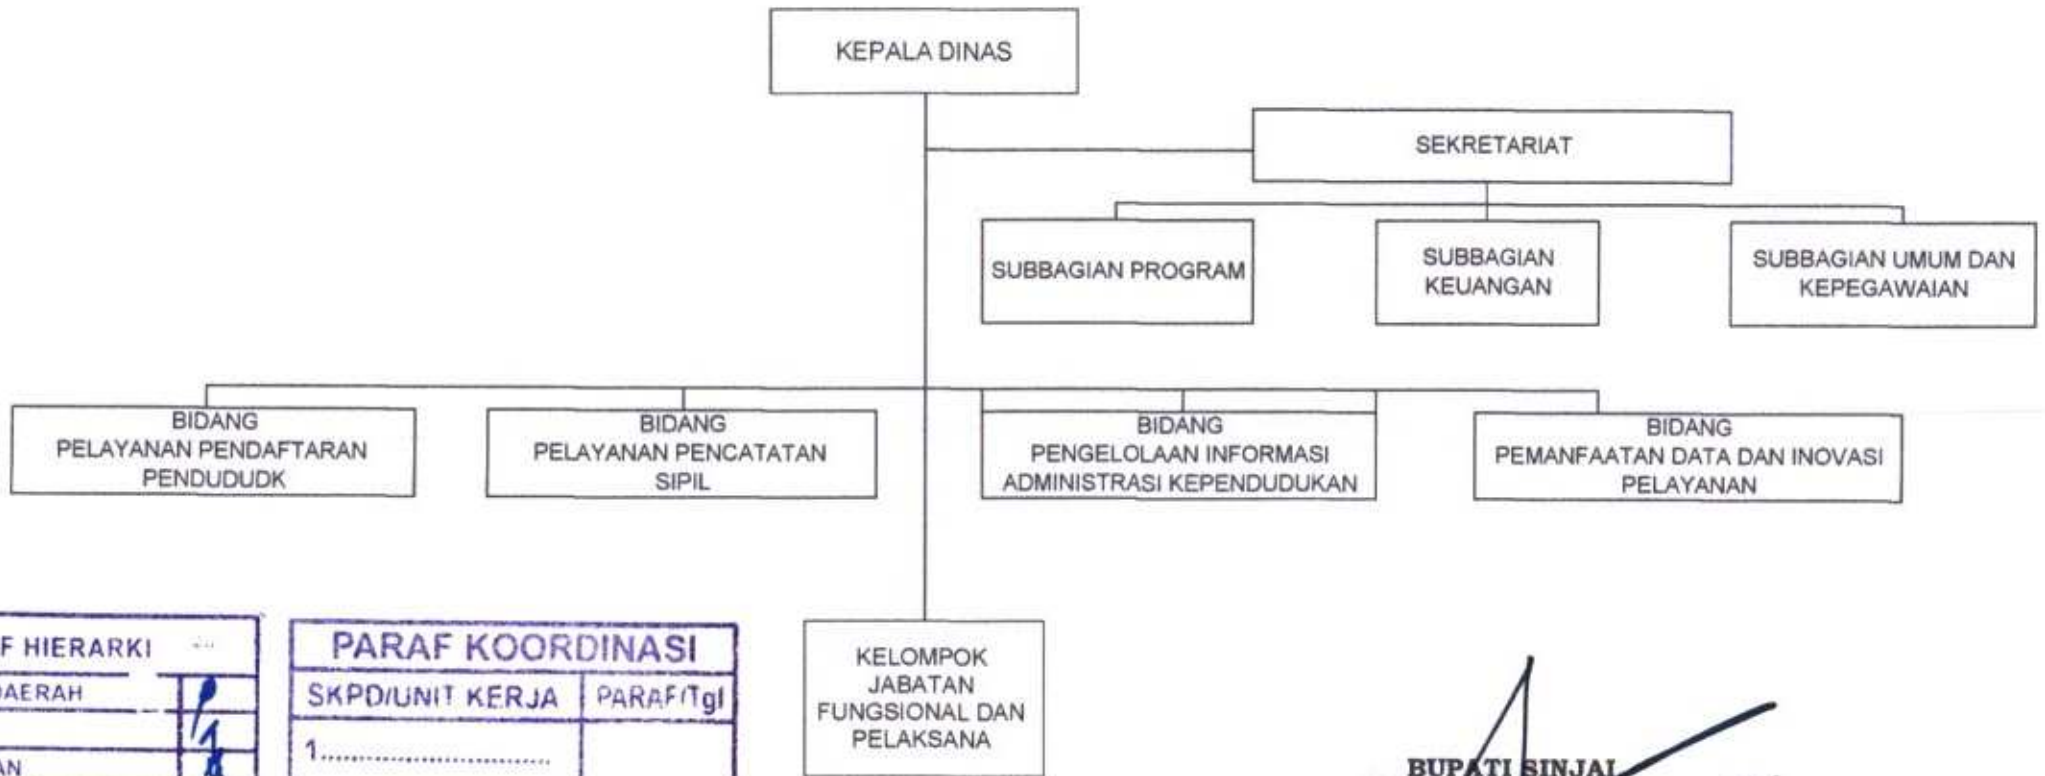 KEPALA DINAS
SEKRETARIAT
SUBBAGIAN PROGRAM
SUBBAGIAN
KEUANGAN
SUBBAGIAN UMUM DAN
KEPEGAWAIAN
BIDANG
PELAYANAN PENDAFTARAN
PENDUDUDK
BIDANG
PELAYANAN PENCATATAN
SIPIL
BIDANG
PENGELOLAAN INFORMASI
ADMINISTRASI KEPENDUDUKAN
BIDANG
PEMANFAATAN DATA DAN INOVASI
PELAYANAN
KELOMPOK
JABATAN
FUNGSIONAL DAN
PELAKSANA
F HIERARKI
DAERAH
AN
PARAF KOORDINASI
SKPD/UNIT KERJA PARAF/Tgl
1..............................
BUPATI SINJAI